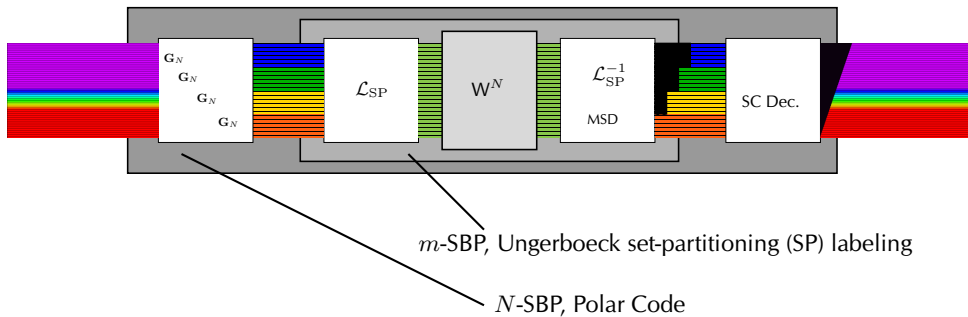 G_N
G_N
G_N
G_N
ℒ_SP
W^N
ℒ_SP^{-1}
MSD
SC Dec.
m-SBP, Ungerboeck set-partitioning (SP) labeling
N-SBP, Polar Code